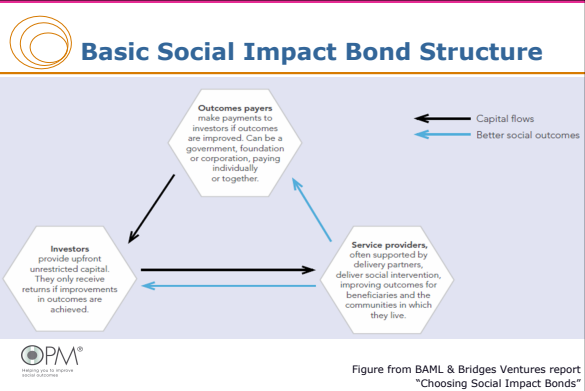 Basic Social Impact Bond Structure
Outcomes payers
make payments to
investors if outcomes
are improved. Can be a
government, foundation
or corporation, paying
individually
or together.
Capital flows
Better social outcomes
Investors
provide upfront
unrestricted capital.
They only receive
returns if improvements
in outcomes are
achieved.
Service providers,
often supported by
delivery partners,
deliver social intervention,
improving outcomes for
beneficiaries and the
communities in which
they live.
OPM®
Helping you to improve
social outcomes
Figure from BAML & Bridges Ventures report
“Choosing Social Impact Bonds”